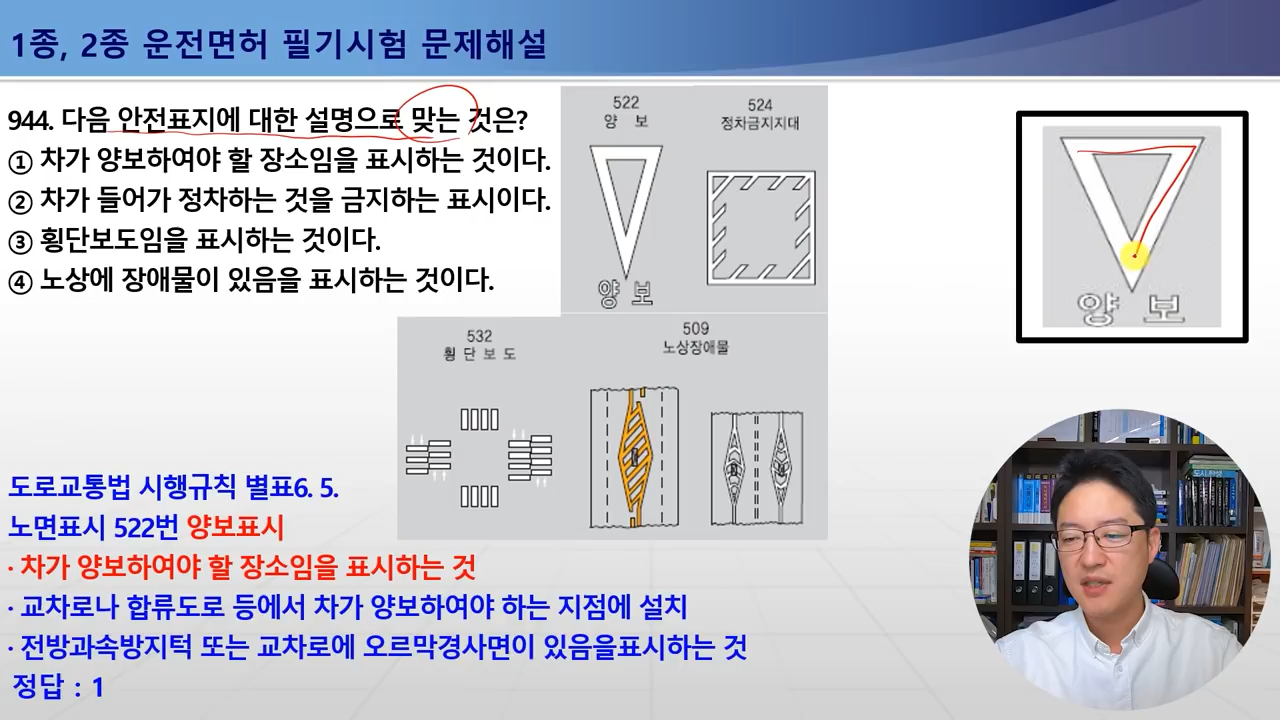 1종, 2종 운전면허 필기시험 문제해설
944. 다음 안전표지에 대한 설명으로 맞는 것은?
① 차가 양보하여야 할 장소임을 표시하는 것이다.
② 차가 들어가 정차하는 것을 금지하는 표시이다.
③ 횡단보도임을 표시하는 것이다.
④ 노상에 장애물이 있음을 표시하는 것이다.
522
양 보
양 보
524
정차금지지대
532
횡 단 보 도
509
노상장애물
양 보
도로교통법 시행규칙 별표6. 5.
노면표시 522번 양보표시
· 차가 양보하여야 할 장소임을 표시하는 것
· 교차로나 합류도로 등에서 차가 양보하여야 하는 지점에 설치
· 전방과속방지턱 또는 교차로에 오르막경사면이 있음을표시하는 것
정답 : 1